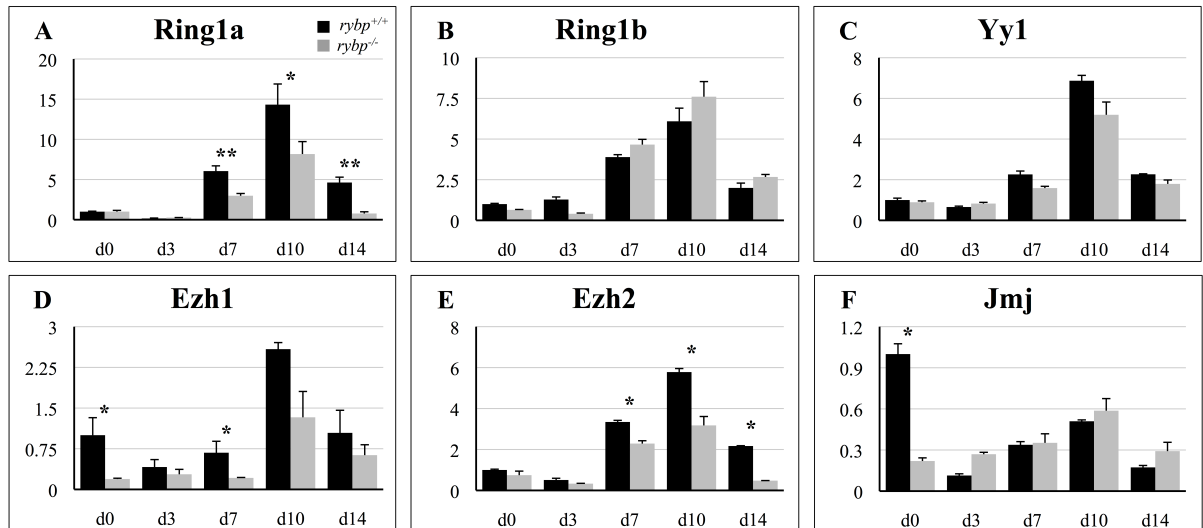 A Ring1a
rybp+/+
rybp-/-
20
15
10
5
0
*
**
**
d0 d3 d7 d10 d14
B Ring1b
10
7.5
5
2.5
0
d0 d3 d7 d10 d14
C Yy1
8
6
4
2
0
d0 d3 d7 d10 d14
D Ezh1
3
2.25
1.5
0.75
0
*
*
d0 d3 d7 d10 d14
E Ezh2
8
6
4
2
0
*
*
*
d0 d3 d7 d10 d14
F Jmj
1.2
0.9
0.6
0.3
0
*
d0 d3 d7 d10 d14